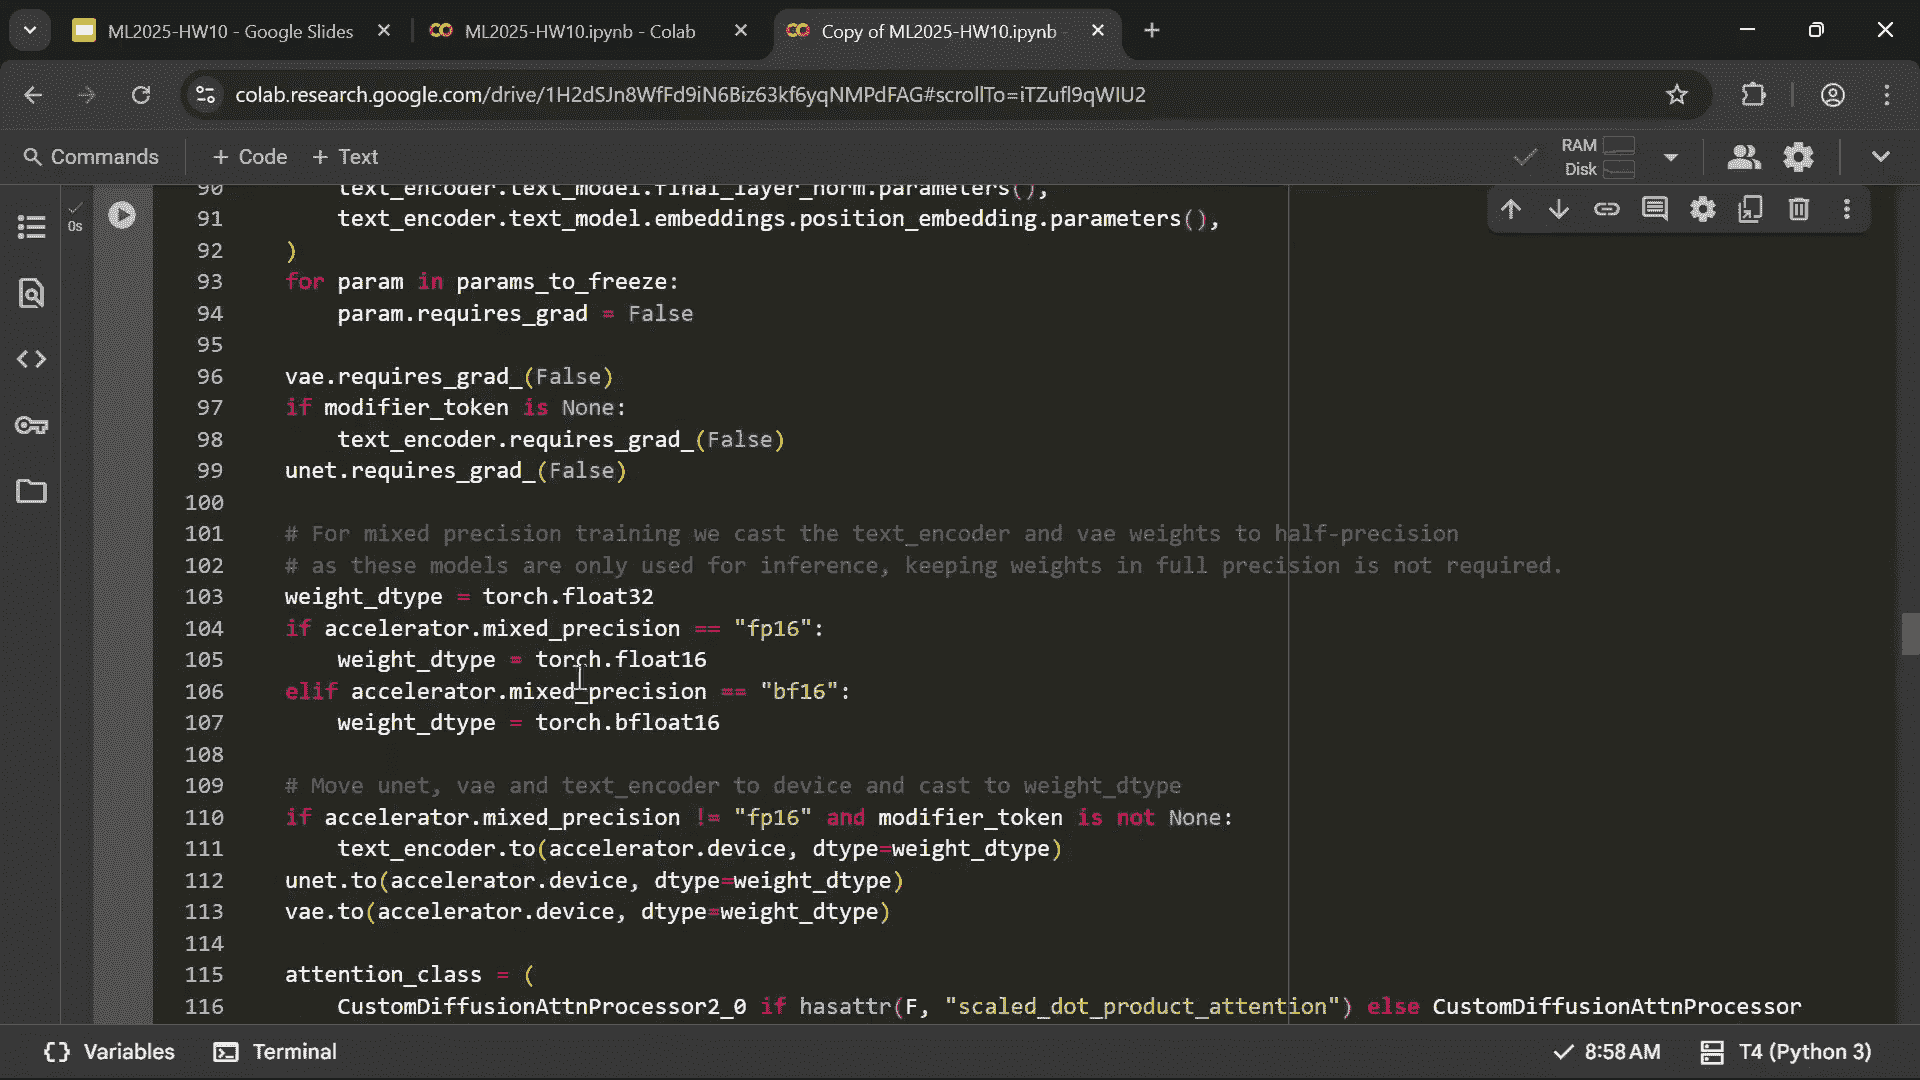 ML2025-HW10 - Google Slides
ML2025-HW10.ipynb - Colab
Copy of ML2025-HW10.ipynb -
colab.research.google.com/drive/1H2dSJn8WfFd9iN6Biz63kf6yqNMPdFAG#scrollTo=iTZufl9qWIU2
Commands
+ Code
+ Text
RAM
Disk
0s
90 text_encoder.text_model.final_layer_norm.parameters(),
91 text_encoder.text_model.embeddings.position_embedding.parameters(),
92 )
93 for param in params_to_freeze:
94 param.requires_grad = False
95
96 vae.requires_grad_(False)
97 if modifier_token is None:
98 text_encoder.requires_grad_(False)
99 unet.requires_grad_(False)
100
101 # For mixed precision training we cast the text_encoder and vae weights to half-precision
102 # as these models are only used for inference, keeping weights in full precision is not required.
103 weight_dtype = torch.float32
104 if accelerator.mixed_precision == "fp16":
105 weight_dtype = torch.float16
106 elif accelerator.mixed_precision == "bf16":
107 weight_dtype = torch.bfloat16
108
109 # Move unet, vae and text_encoder to device and cast to weight_dtype
110 if accelerator.mixed_precision != "fp16" and modifier_token is not None:
111 text_encoder.to(accelerator.device, dtype=weight_dtype)
112 unet.to(accelerator.device, dtype=weight_dtype)
113 vae.to(accelerator.device, dtype=weight_dtype)
114
115 attention_class = (
116 CustomDiffusionAttnProcessor2_0 if hasattr(F, "scaled_dot_product_attention") else CustomDiffusionAttnProcessor
Variables
Terminal
8:58 AM
T4 (Python 3)